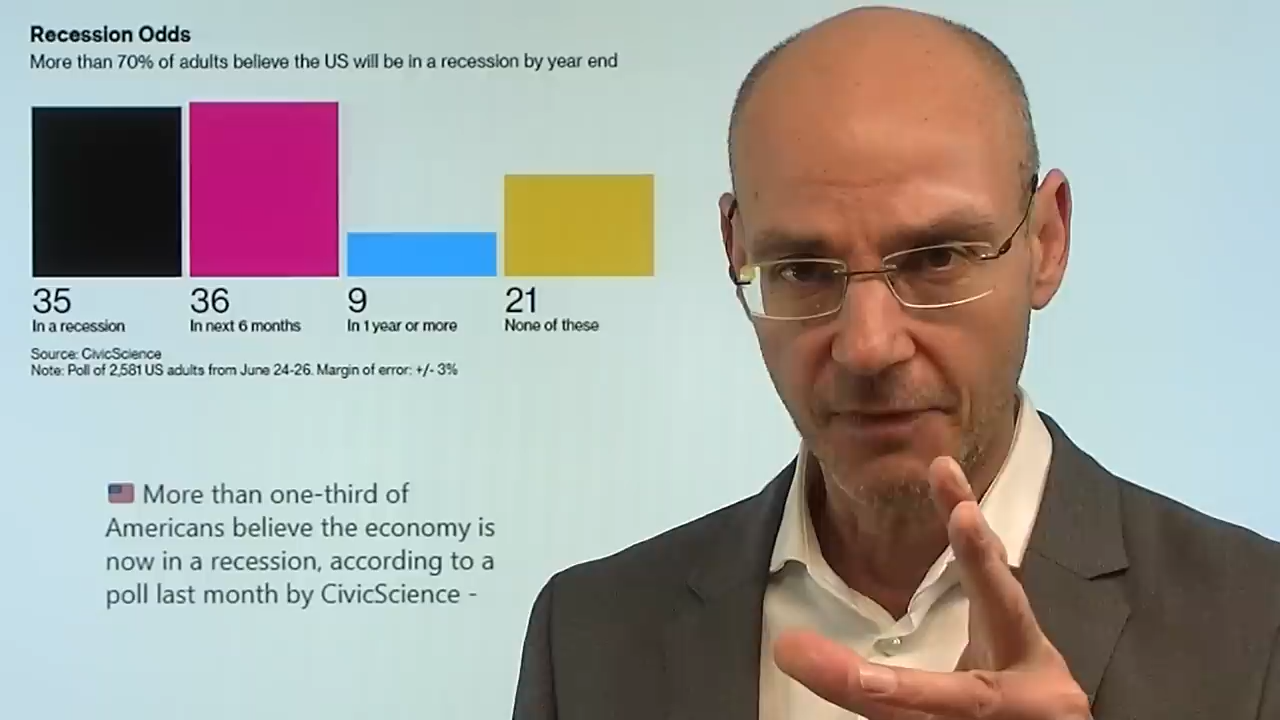 Recession Odds
More than 70% of adults believe the US will be in a recession by year end
35 36 9 21
In a recession In next 6 months In 1 year or more None of these
Source: CivicScience
Note: Poll of 2,581 US adults from June 24-26. Margin of error: +/- 3%
🇺🇸 More than one-third of
Americans believe the economy is
now in a recession, according to a
poll last month by CivicScience -